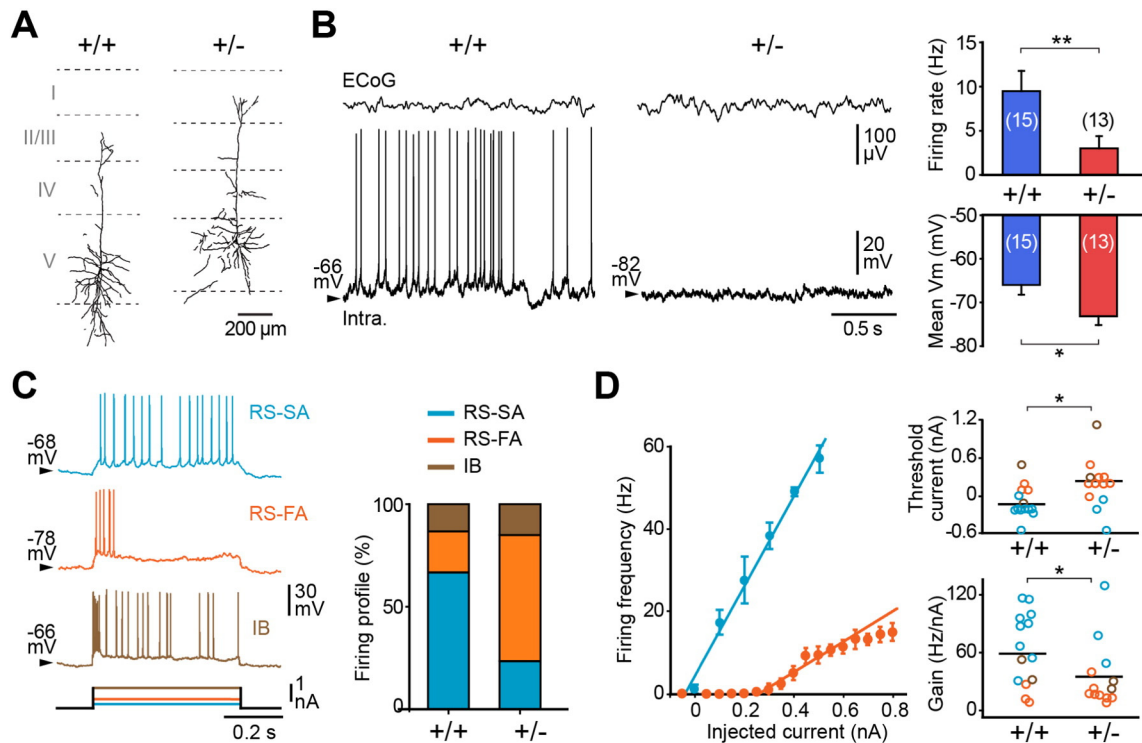 A
+/+
+/-
I
II/III
IV
V
200 µm
B
+/+
+/-
ECoG
100
µV
20
mV
-66
mV
-82
mV
Intra.
0.5 s
Firing rate (Hz)
15
10
5
0
**
(15)
(13)
+/+
+/-
Mean Vm (mV)
-50
-60
-70
-80
(15)
(13)
*
C
RS-SA
-68
mV
RS-FA
-78
mV
IB
-66
mV
30
mV
1
nA
0.2 s
RS-SA
RS-FA
IB
Firing profile (%)
100
50
0
+/+
+/-
D
Firing frequency (Hz)
60
40
20
0
0
0.4
0.8
Injected current (nA)
Threshold
current (nA)
1.2
0.6
0
-0.6
*
+/+
+/-
Gain (Hz/nA)
120
60
0
*
+/+
+/-